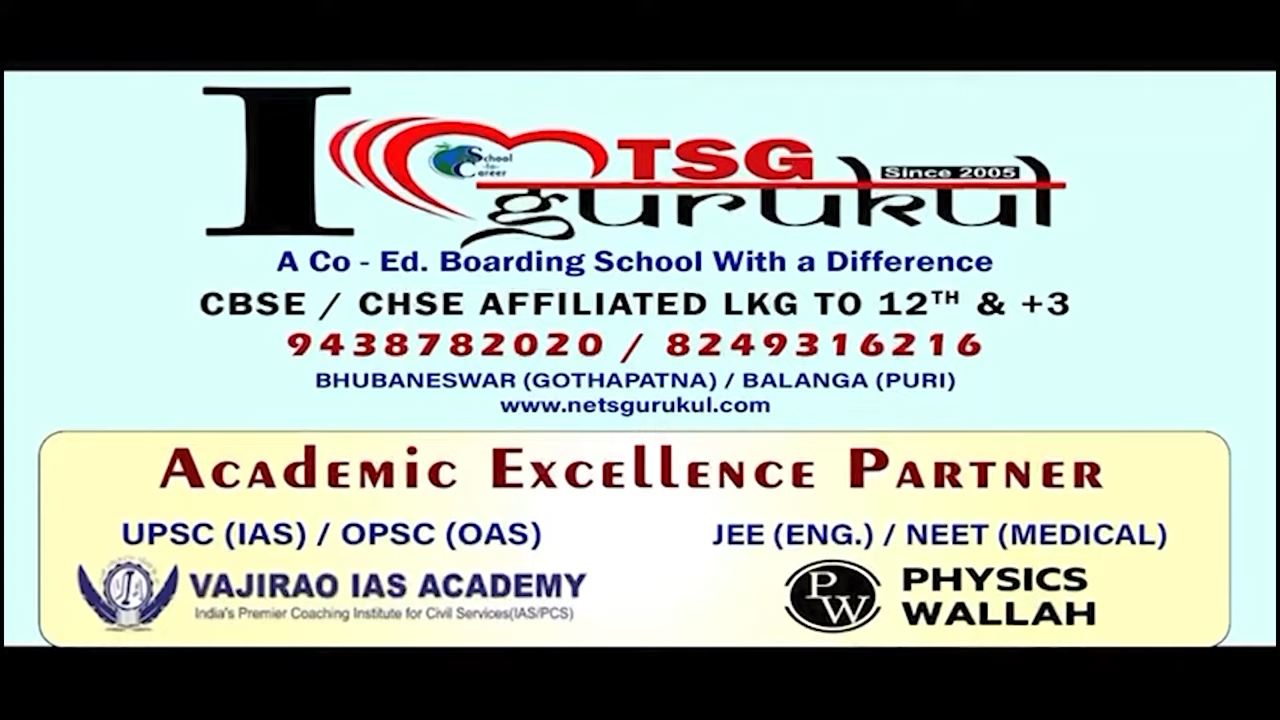 I TSG gurukul
School
-to-
Career
Since 2005
A Co - Ed. Boarding School With a Difference
CBSE / CHSE AFFILIATED LKG TO 12TH & +3
9438782020 / 8249316216
BHUBANESWAR (GOTHAPATNA) / BALANGA (PURI)
www.netsgurukul.com
Academic Excellence Partner
UPSC (IAS) / OPSC (OAS)
VAJIRAO IAS ACADEMY
India's Premier Coaching Institute for Civil Services(IAS/PCS)
JEE (ENG.) / NEET (MEDICAL)
PW
PHYSICS
WALLAH